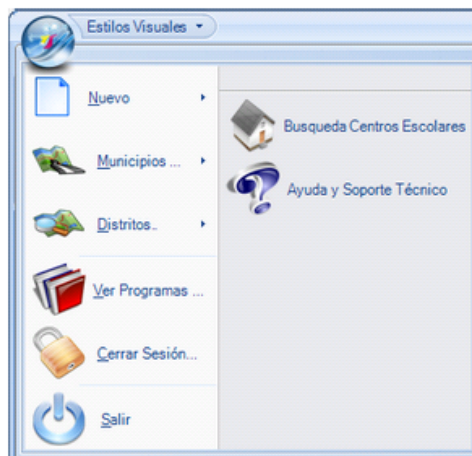 Estilos Visuales
Nuevo
Municipios ...
Distritos..
Ver Programas ...
Cerrar Sesión...
Salir
Busqueda Centros Escolares
Ayuda y Soporte Técnico